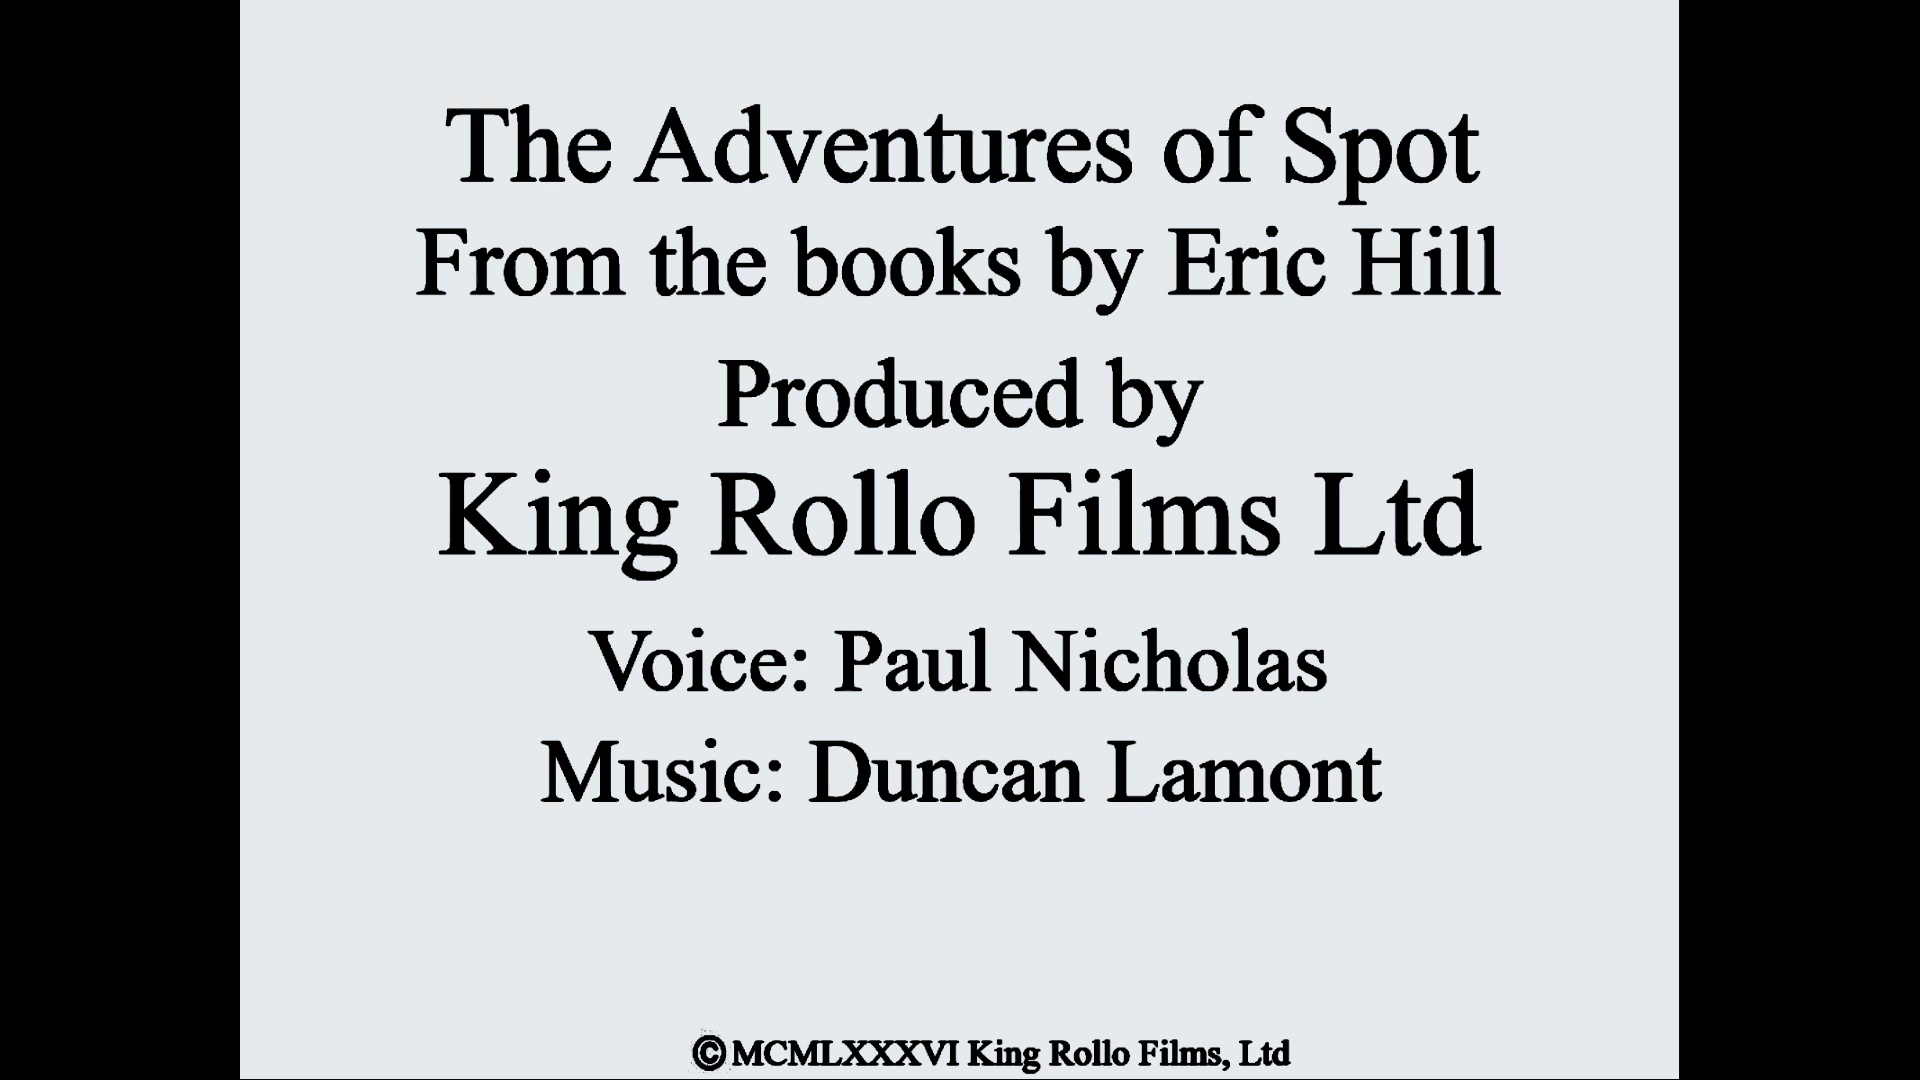 The Adventures of Spot
From the books by Eric Hill
Produced by
King Rollo Films Ltd
Voice: Paul Nicholas
Music: Duncan Lamont
©MCMLXXXVI King Rollo Films, Ltd